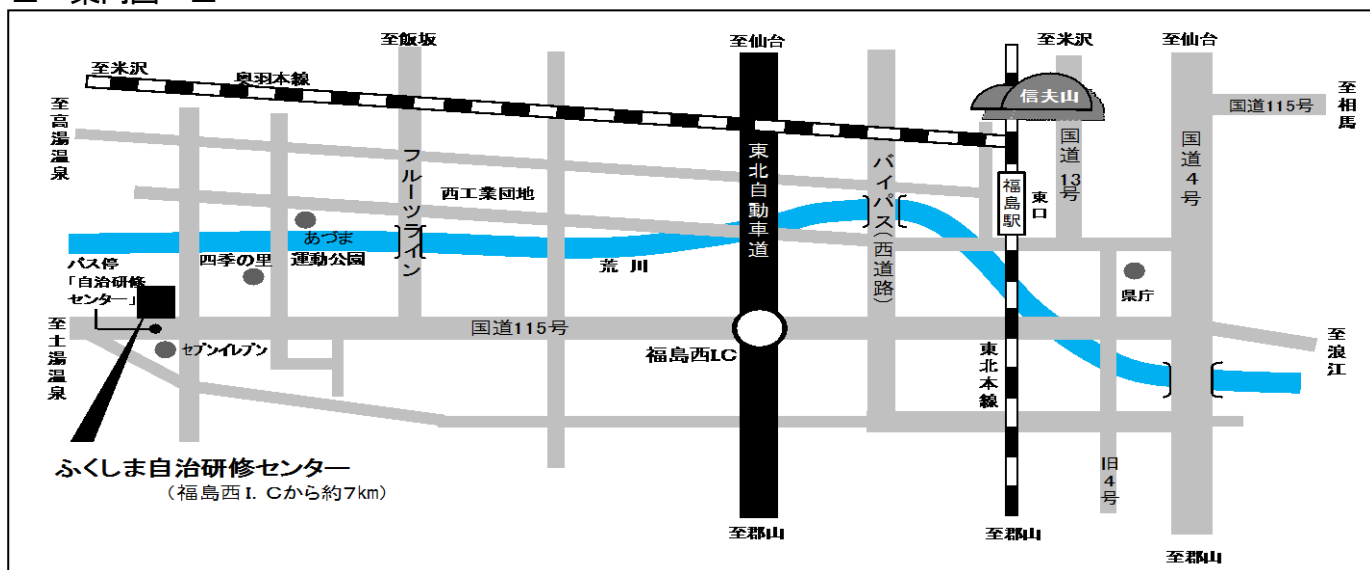 案内図
至飯坂
至仙台
至米沢
至仙台
至米沢
奥羽本線
信夫山
国道115号
至相馬
至高湯温泉
フルーツライン
東北自動車道
バイパス(西道路)
国道13号
国道4号
福島駅
東口
西工業団地
あづま
運動公園
四季の里
荒川
バス停
「自治研修
センター」
県庁
国道115号
至土湯温泉
セブンイレブン
福島西I.C
東北本線
至浪江
旧4号
ふくしま自治研修センター
(福島西I. Cから約7km)
至郡山
至郡山
至郡山